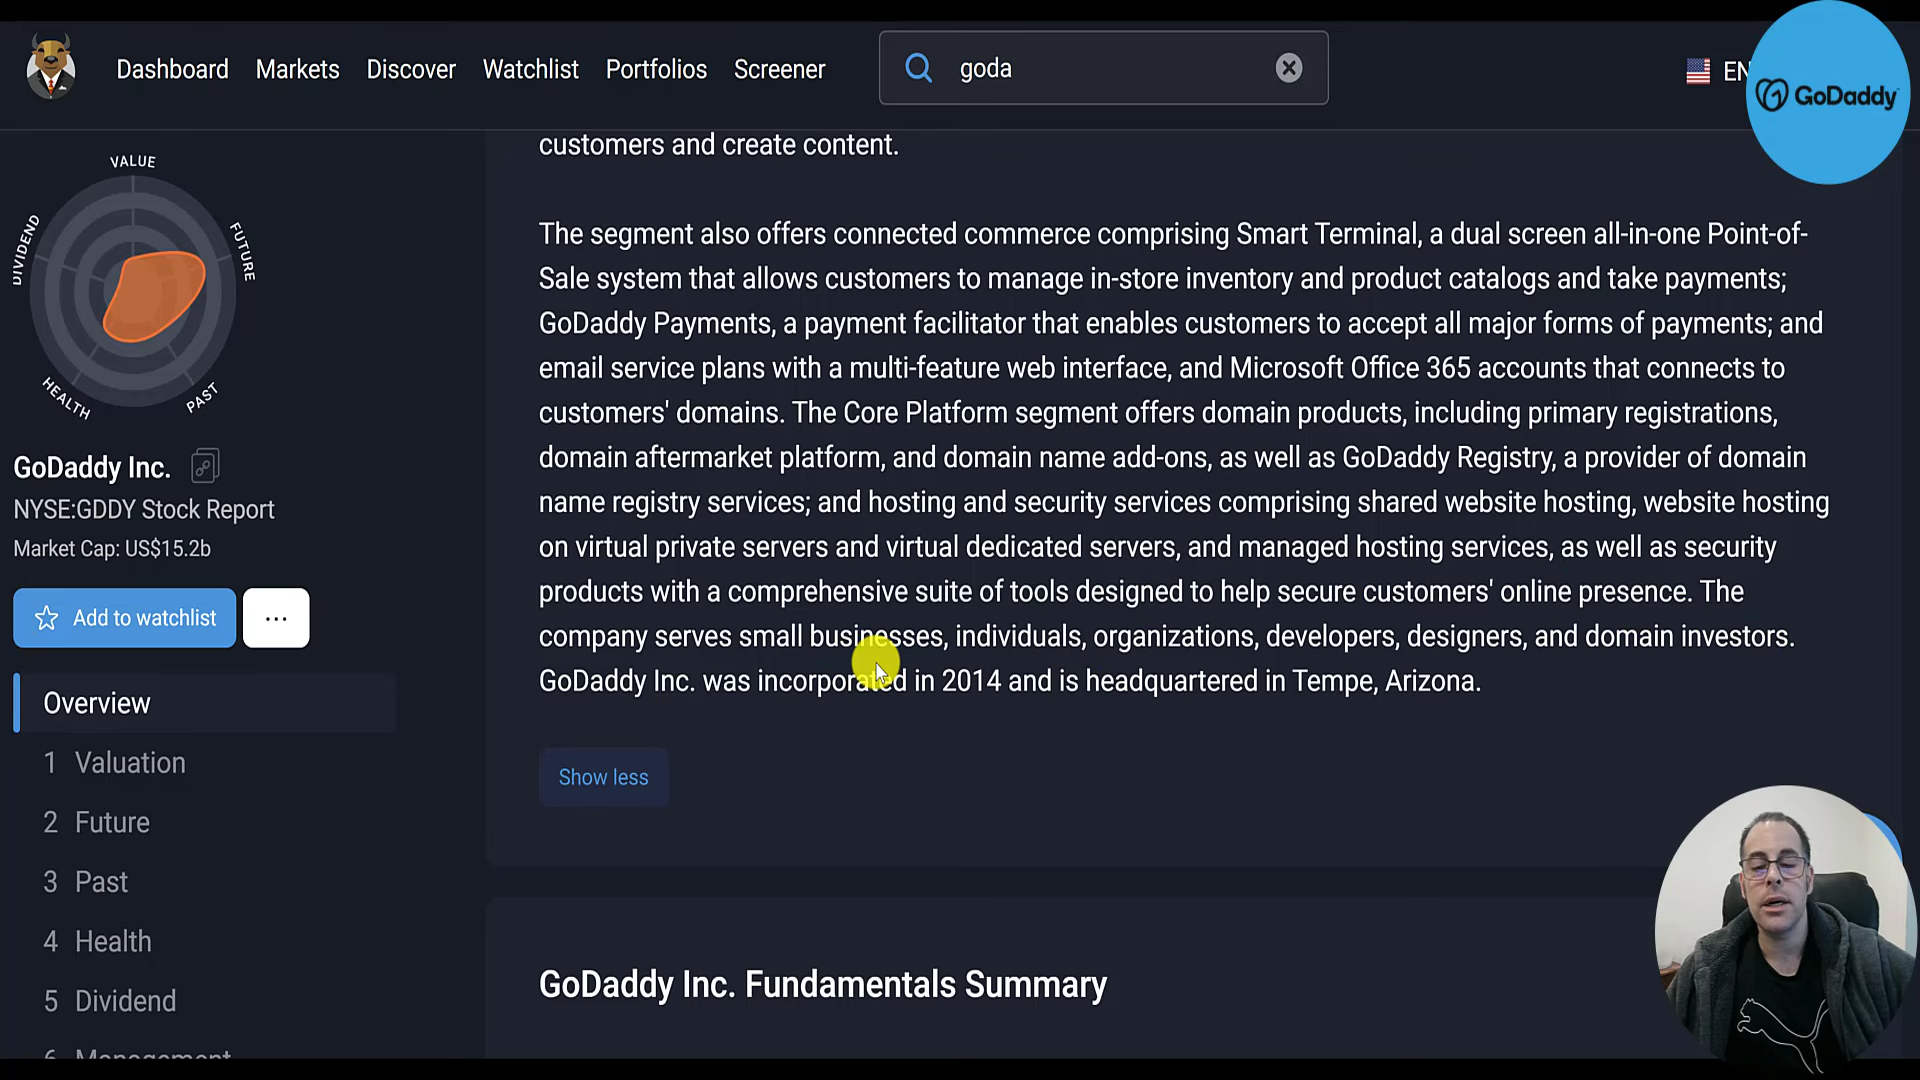 Dashboard Markets Discover Watchlist Portfolios Screener
goda
EN
GoDaddy
customers and create content.
The segment also offers connected commerce comprising Smart Terminal, a dual screen all-in-one Point-of-
Sale system that allows customers to manage in-store inventory and product catalogs and take payments;
GoDaddy Payments, a payment facilitator that enables customers to accept all major forms of payments; and
email service plans with a multi-feature web interface, and Microsoft Office 365 accounts that connects to
customers' domains. The Core Platform segment offers domain products, including primary registrations,
domain aftermarket platform, and domain name add-ons, as well as GoDaddy Registry, a provider of domain
name registry services; and hosting and security services comprising shared website hosting, website hosting
on virtual private servers and virtual dedicated servers, and managed hosting services, as well as security
products with a comprehensive suite of tools designed to help secure customers' online presence. The
company serves small businesses, individuals, organizations, developers, designers, and domain investors.
GoDaddy Inc. was incorporated in 2014 and is headquartered in Tempe, Arizona.
Show less
GoDaddy Inc. Fundamentals Summary
VALUE
FUTURE
PAST
HEALTH
DIVIDEND
GoDaddy Inc.
NYSE:GDDY Stock Report
Market Cap: US$15.2b
Add to watchlist
...
Overview
1 Valuation
2 Future
3 Past
4 Health
5 Dividend
6 Management